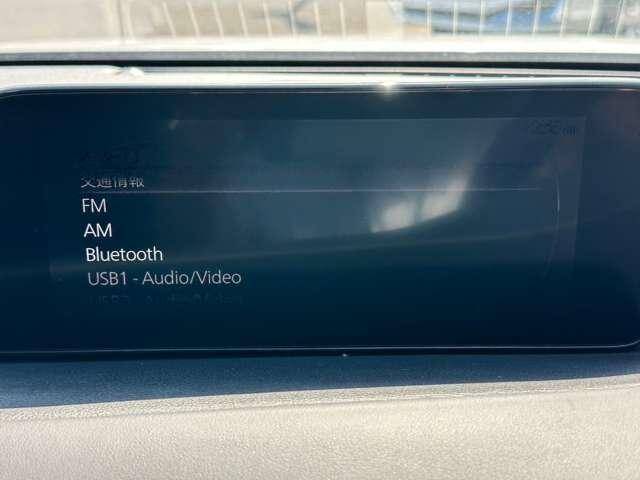 交通情報
FM
AM
Bluetooth
USB1 - Audio/Video